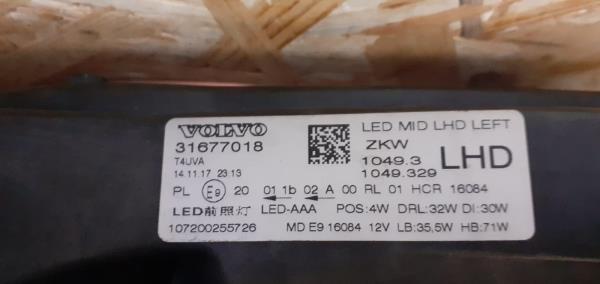 VOLVO
31677018
T4UVA
14.11.17 23:13
LED MID LHD LEFT
ZKW
1049.3
1049.329
LHD
PL E9 20 01 1b 02 A 00 RL 01 HCR 16084
LED前照灯 LED-AAA POS:4W DRL:32W DI:30W
107200255726 MD E9 16084 12V LB:35,5W HB:71W